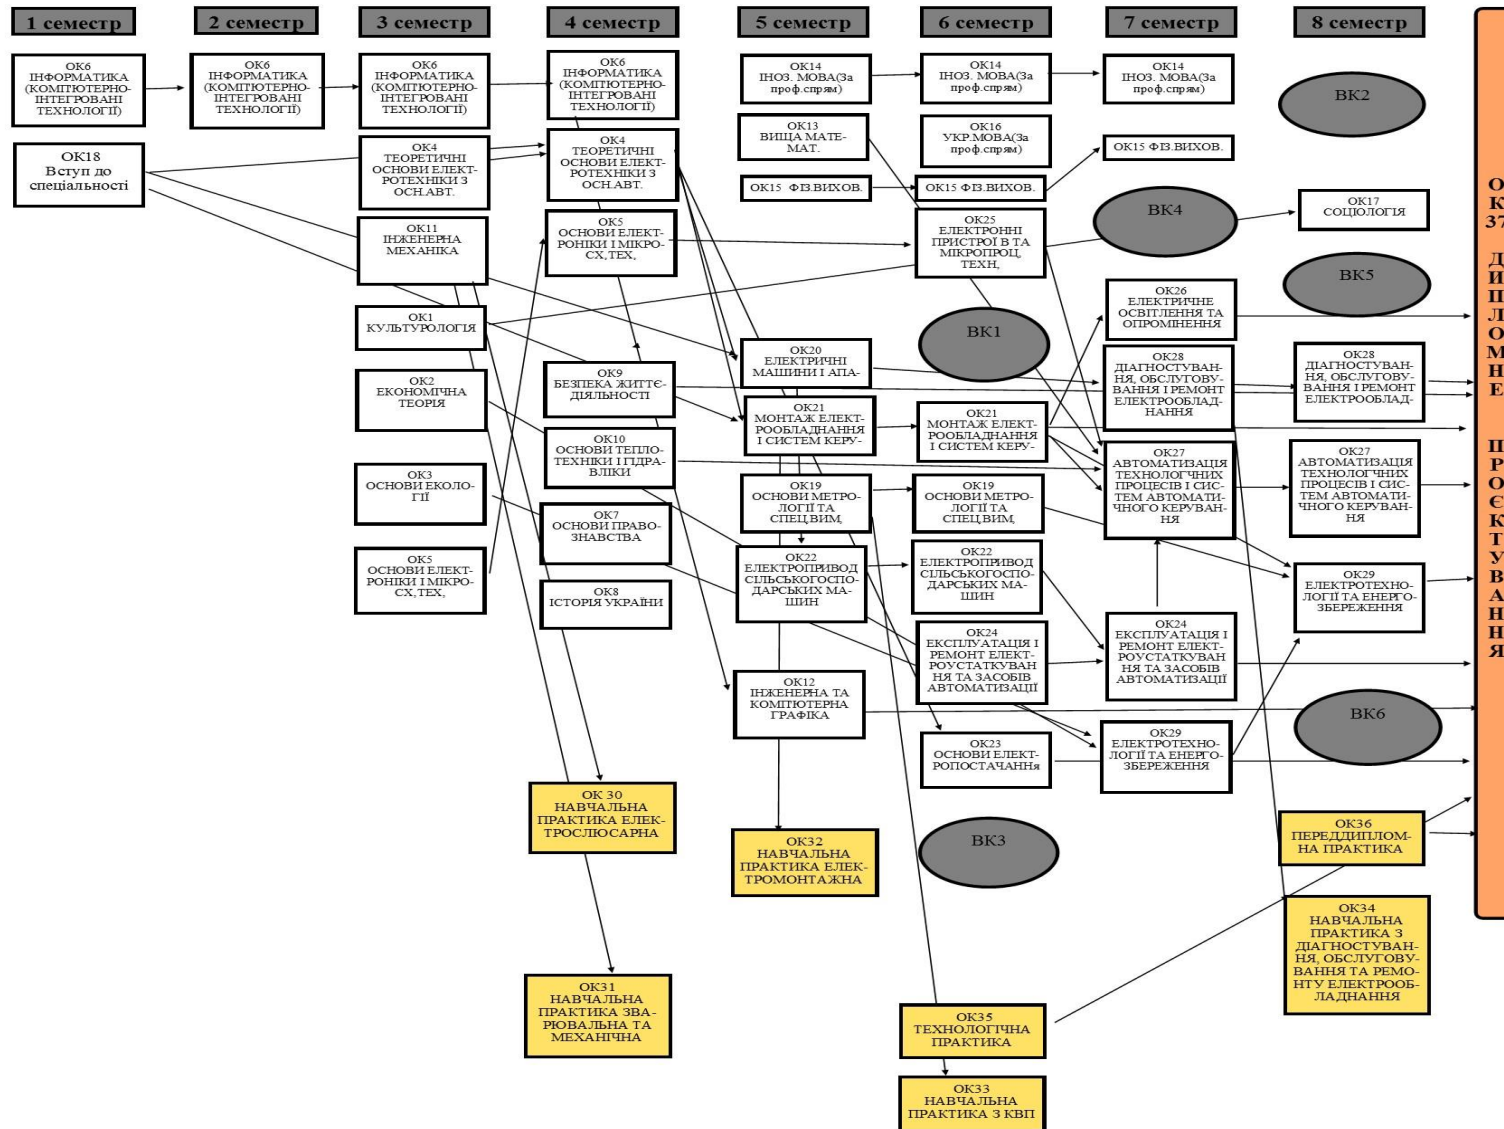 1 семестр
2 семестр
3 семестр
4 семестр
5 семестр
6 семестр
7 семестр
8 семестр
ОК6
ІНФОРМАТИКА
(КОМП'ЮТЕРНО-
ІНТЕГРОВАНІ
ТЕХНОЛОГІЇ)
ОК18
Вступ до
спеціальності
ОК6
ІНФОРМАТИКА
(КОМП'ЮТЕРНО-
ІНТЕГРОВАНІ
ТЕХНОЛОГІЇ)
ОК6
ІНФОРМАТИКА
(КОМП'ЮТЕРНО-
ІНТЕГРОВАНІ
ТЕХНОЛОГІЇ)
ОК4
ТЕОРЕТИЧНІ
ОСНОВИ ЕЛЕКТ-
РОТЕХНІКИ З
ОСН.АВТ.
ОК11
ІНЖЕНЕРНА
МЕХАНІКА
ОК1
КУЛЬТУРОЛОГІЯ
ОК2
ЕКОНОМІЧНА
ТЕОРІЯ
ОК3
ОСНОВИ ЕКОЛО-
ГІЇ
ОК5
ОСНОВИ ЕЛЕКТ-
РОНІКИ І МІКРО-
СХ,ТЕХ,
ОК6
ІНФОРМАТИКА
(КОМП'ЮТЕРНО-
ІНТЕГРОВАНІ
ТЕХНОЛОГІЇ)
ОК4
ТЕОРЕТИЧНІ
ОСНОВИ ЕЛЕКТ-
РОТЕХНІКИ З
ОСН.АВТ.
ОК5
ОСНОВИ ЕЛЕКТ-
РОНІКИ І МІКРО-
СХ,ТЕХ,
ОК9
БЕЗПЕКА ЖИТТЄ-
ДІЯЛЬНОСТІ
ОК10
ОСНОВИ ТЕПЛО-
ТЕХНІКИ І ГІДРА-
ВЛІКИ
ОК7
ОСНОВИ ПРАВО-
ЗНАВСТВА
ОК8
ІСТОРІЯ УКРАЇНИ
ОК 30
НАВЧАЛЬНА
ПРАКТИКА ЕЛЕК-
ТРОСЛЮСАРНА
ОК31
НАВЧАЛЬНА
ПРАКТИКА ЗВА-
РЮВАЛЬНА ТА
МЕХАНІЧНА
ОК14
ІНОЗ. МОВА(За
проф.спрям)
ОК13
ВИЩА МАТЕ-
МАТ.
ОК15 ФІЗ.ВИХОВ.
ОК20
ЕЛЕКТРИЧНІ
МАШИНИ І АПА-
ОК21
МОНТАЖ ЕЛЕКТ-
РООБЛАДНАННЯ
І СИСТЕМ КЕРУ-
ОК19
ОСНОВИ МЕТРО-
ЛОГІЇ ТА
СПЕЦ,ВИМ,
ОК22
ЕЛЕКТРОПРИВОД
СІЛЬСЬКОГОСПО-
ДАРСЬКИХ МА-
ШИН
ОК12
ІНЖЕНЕРНА ТА
КОМП'ЮТЕРНА
ГРАФІКА
ОК32
НАВЧАЛЬНА
ПРАКТИКА ЕЛЕК-
ТРОМОНТАЖНА
ОК14
ІНОЗ. МОВА(За
проф.спрям)
ОК16
УКР.МОВА(За
проф.спрям)
ОК15 ФІЗ.ВИХОВ.
ОК25
ЕЛЕКТРОННІ
ПРИСТРОЇ В ТА
МІКРОПРОЦ,
ТЕХН,
ВК1
ОК21
МОНТАЖ ЕЛЕКТ-
РООБЛАДНАННЯ
І СИСТЕМ КЕРУ-
ОК19
ОСНОВИ МЕТРО-
ЛОГІЇ ТА
СПЕЦ,ВИМ,
ОК22
ЕЛЕКТРОПРИВОД
СІЛЬСЬКОГОСПО-
ДАРСЬКИХ МА-
ШИН
ОК24
ЕКСПЛУАТАЦІЯ І
РЕМОНТ ЕЛЕКТ-
РОУСТАТКУВАН
НЯ ТА ЗАСОБІВ
АВТОМАТИЗАЦІЇ
ОК23
ОСНОВИ ЕЛЕКТ-
РОПОСТАЧАННя
ВК3
ОК35
ТЕХНОЛОГІЧНА
ПРАКТИКА
ОК33
НАВЧАЛЬНА
ПРАКТИКА З КВП
ОК14
ІНОЗ. МОВА(За
проф.спрям)
ОК15 ФІЗ.ВИХОВ.
ВК4
ОК26
ЕЛЕКТРИЧНЕ
ОСВІТЛЕННЯ ТА
ОПРОМІНЕННЯ
ОК28
ДІАГНОСТУВАН-
НЯ, ОБСЛУГОВУ-
ВАННЯ І РЕМОНТ
ЕЛЕКТРООБЛАД-
НАННЯ
ОК27
АВТОМАТИЗАЦІЯ
ТЕХНОЛОГЧНИХ
ПРОЦЕСІВ І СИС-
ТЕМ АВТОМАТИ-
ЧНОГО КЕРУВАН-
НЯ
ОК24
ЕКСПЛУАТАЦІЯ І
РЕМОНТ ЕЛЕКТ-
РОУСТАТКУВАН
НЯ ТА ЗАСОБІВ
АВТОМАТИЗАЦІЇ
ОК29
ЕЛЕКТРОТЕХНО-
ЛОГІЇ ТА ЕНЕРГО-
ЗБЕРЕЖЕННЯ
ВК2
ОК17
СОЦІОЛОГІЯ
ВК5
ОК28
ДІАГНОСТУВАН-
НЯ, ОБСЛУГОВУ-
ВАННЯ І РЕМОНТ
ЕЛЕКТРООБЛАД-
ОК27
АВТОМАТИЗАЦІЯ
ТЕХНОЛОГЧНИХ
ПРОЦЕСІВ І СИС-
ТЕМ АВТОМАТИ-
ЧНОГО КЕРУВАН-
НЯ
ОК29
ЕЛЕКТРОТЕХНО-
ЛОГІЇ ТА ЕНЕРГО-
ЗБЕРЕЖЕННЯ
ВК6
ОК36
ПЕРЕДДИПЛОМ-
НА ПРАКТИКА
ОК34
НАВЧАЛЬНА
ПРАКТИКА З
ДІАГНОСТУВАН-
НЯ, ОБСЛУГОВУ-
ВАННЯ ТА РЕМО-
НТУ ЕЛЕКТРООБ-
ЛАДНАННЯ
О
К
37
Д
И
П
Л
О
М
Н
Е
П
Р
О
Є
К
Т
У
В
А
Н
Н
Я